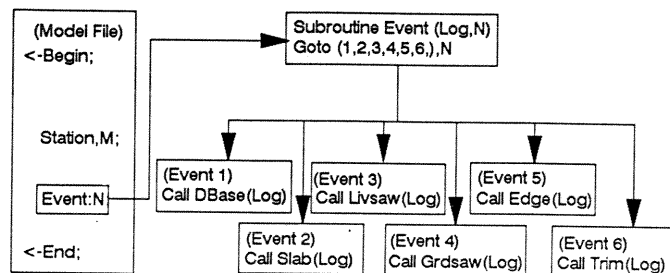 (Model File)
<-Begin;
Station,M;
Event:N
<-End;
Subroutine Event (Log,N)
Goto (1,2,3,4,5,6,),N
(Event 1)
Call DBase(Log)
(Event 3)
Call Livsaw(Log)
(Event 5)
Call Edge(Log)
(Event 2)
Call Slab(Log)
(Event 4)
Call Grdsaw(Log)
(Event 6)
Call Trim(Log)